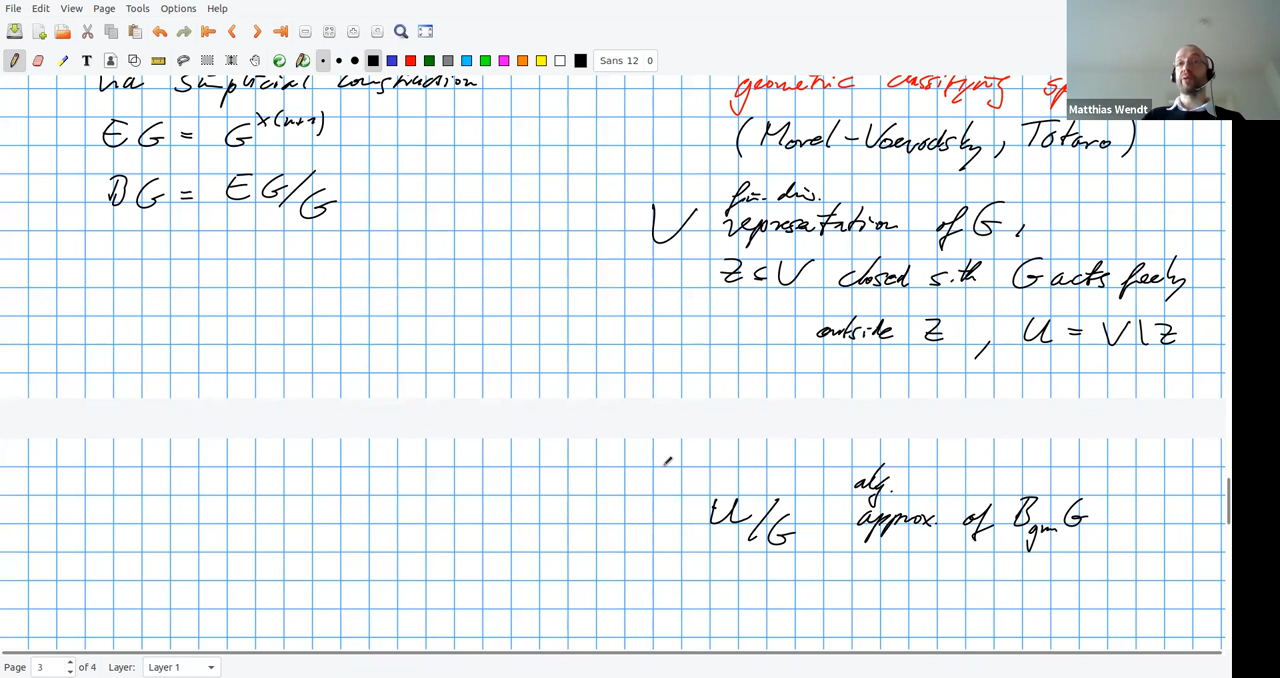 File Edit View Page Tools Options Help
Sans 12 0
Matthias Wendt
via simplicial construction
EG = G^{×(n+1)}
BG = EG/G
geometric classifying sp
(Morel-Voevodsky, Totaro)
fin. dim.
V representation of G,
Z ⊂ V closed s.th G acts freely
outside Z, U = V \ Z
alg.
U/G approx. of B_{gm}G
Page 3 of 4 Layer: Layer 1